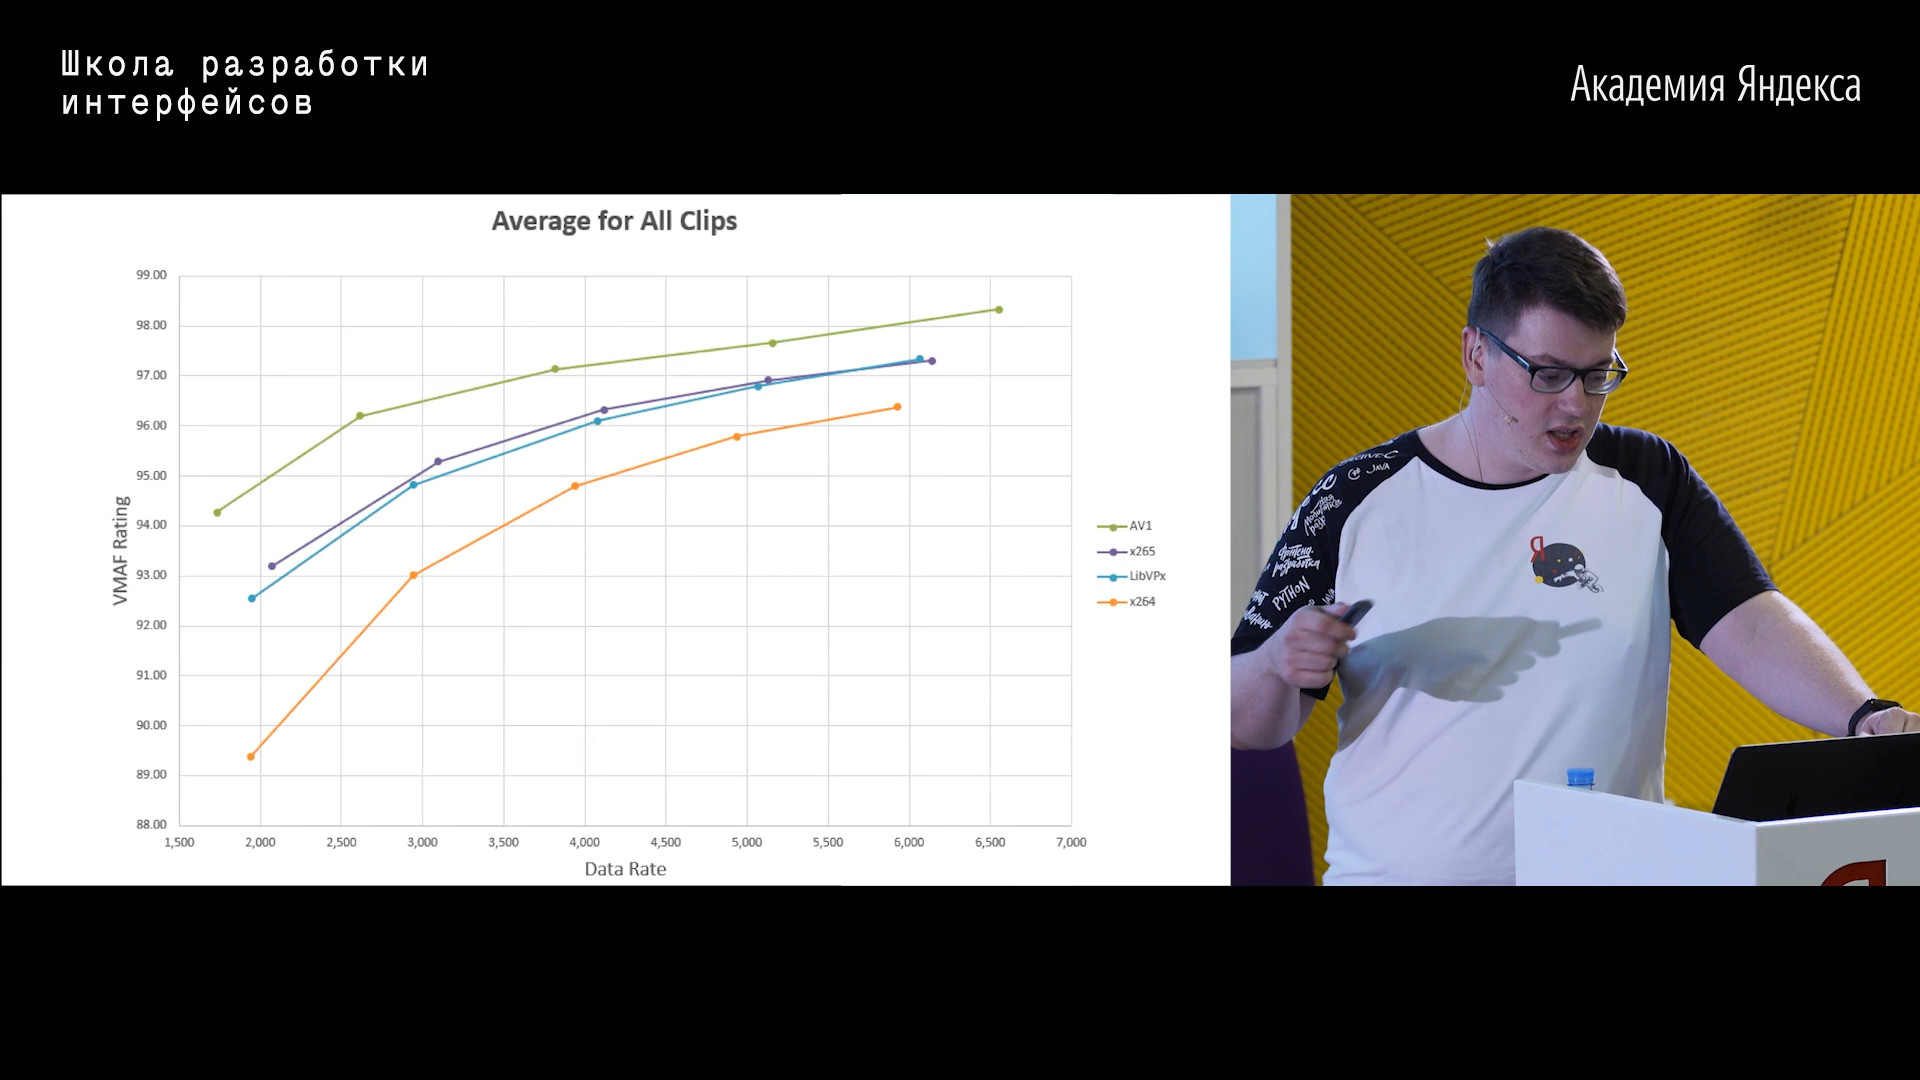 Школа разработки
интерфейсов
Академия Яндекса
Average for All Clips
99.00
98.00
97.00
96.00
95.00
94.00
93.00
92.00
91.00
90.00
89.00
88.00
VMAF Rating
1,500 2,000 2,500 3,000 3,500 4,000 4,500 5,000 5,500 6,000 6,500 7,000
Data Rate
AV1
x265
LibVPx
x264
JAVA
Фронтенд-
разработка
PYTHON
Я
Я